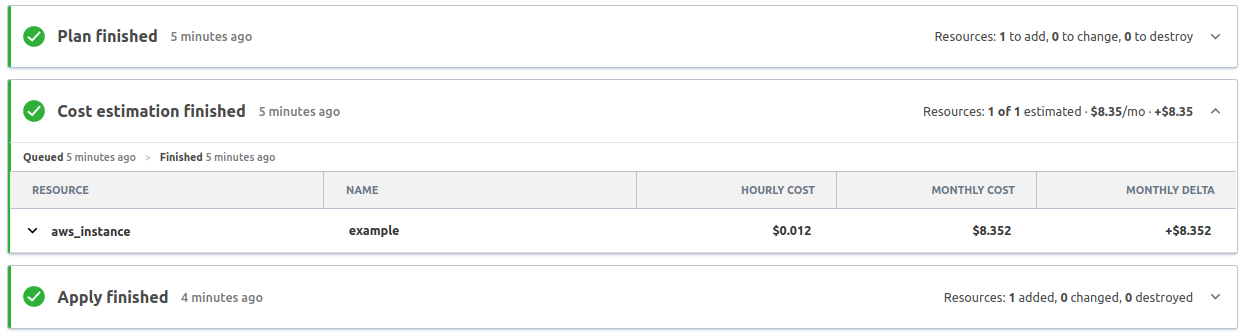 Plan finished 5 minutes ago Resources: 1 to add, 0 to change, 0 to destroy
Cost estimation finished 5 minutes ago Resources: 1 of 1 estimated · $8.35/mo · +$8.35
Queued 5 minutes ago > Finished 5 minutes ago
RESOURCE NAME HOURLY COST MONTHLY COST MONTHLY DELTA
aws_instance example $0.012 $8.352 +$8.352
Apply finished 4 minutes ago Resources: 1 added, 0 changed, 0 destroyed